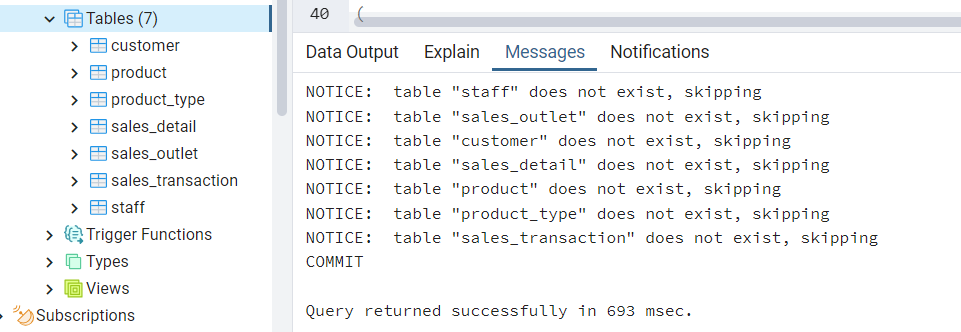 Tables (7)
customer
product
product_type
sales_detail
sales_outlet
sales_transaction
staff
Trigger Functions
Types
Views
Subscriptions
40 (
Data Output Explain Messages Notifications
NOTICE:  table "staff" does not exist, skipping
NOTICE:  table "sales_outlet" does not exist, skipping
NOTICE:  table "customer" does not exist, skipping
NOTICE:  table "sales_detail" does not exist, skipping
NOTICE:  table "product" does not exist, skipping
NOTICE:  table "product_type" does not exist, skipping
NOTICE:  table "sales_transaction" does not exist, skipping
COMMIT
Query returned successfully in 693 msec.